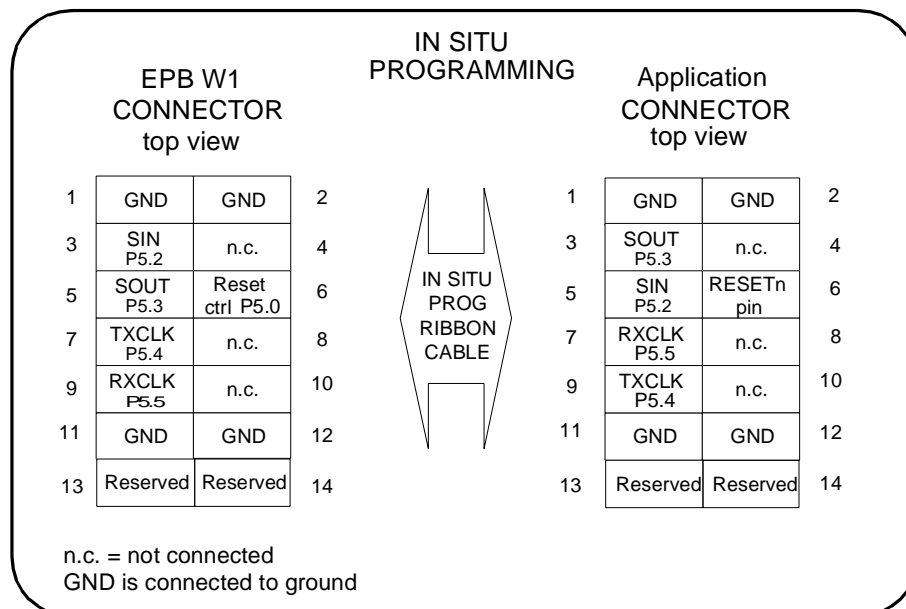 IN SITU
PROGRAMMING
EPB W1
CONNECTOR
top view
1 GND GND 2
3 SIN P5.2 n.c. 4
5 SOUT P5.3 Reset ctrl P5.0 6
7 TXCLK P5.4 n.c. 8
9 RXCLK P5.5 n.c. 10
11 GND GND 12
13 Reserved Reserved 14
IN SITU
PROG
RIBBON
CABLE
Application
CONNECTOR
top view
1 GND GND 2
3 SOUT P5.3 n.c. 4
5 SIN P5.2 RESETn pin 6
7 RXCLK P5.5 n.c. 8
9 TXCLK P5.4 n.c. 10
11 GND GND 12
13 Reserved Reserved 14
n.c. = not connected
GND is connected to ground